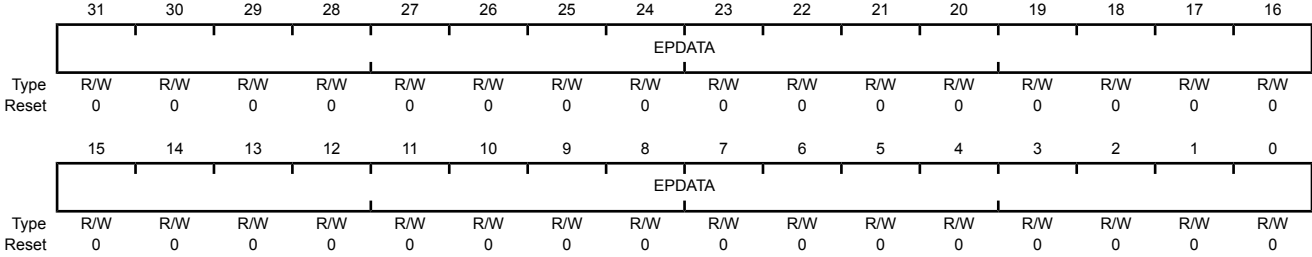 31 30 29 28 27 26 25 24 23 22 21 20 19 18 17 16
EPDATA
Type R/W R/W R/W R/W R/W R/W R/W R/W R/W R/W R/W R/W R/W R/W R/W R/W
Reset 0 0 0 0 0 0 0 0 0 0 0 0 0 0 0 0
15 14 13 12 11 10 9 8 7 6 5 4 3 2 1 0
EPDATA
Type R/W R/W R/W R/W R/W R/W R/W R/W R/W R/W R/W R/W R/W R/W R/W R/W
Reset 0 0 0 0 0 0 0 0 0 0 0 0 0 0 0 0